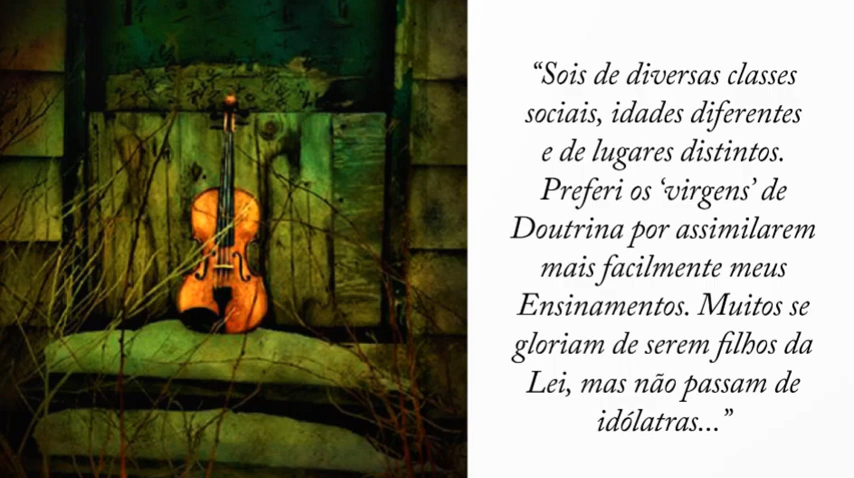 “Sois de diversas classes
sociais, idades diferentes
e de lugares distintos.
Preferi os ‘virgens’ de
Doutrina por assimilarem
mais facilmente meus
Ensinamentos. Muitos se
gloriam de serem filhos da
Lei, mas não passam de
idólatras...”